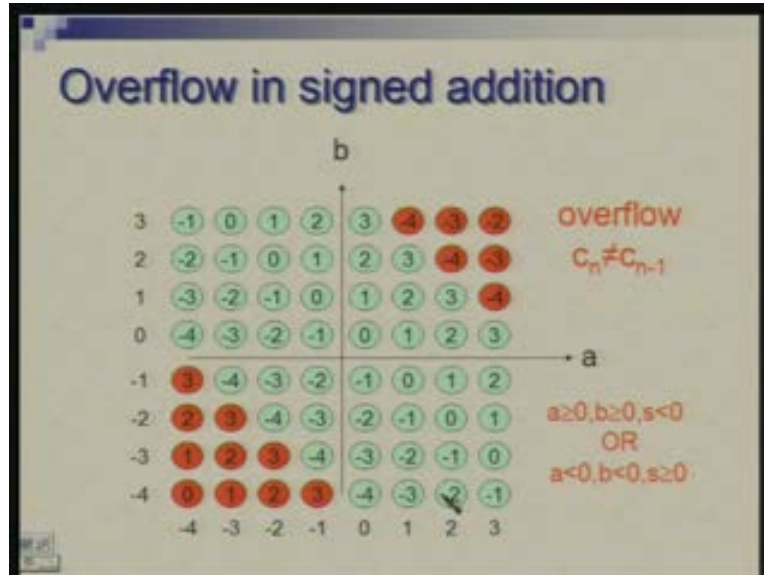 Overflow in signed addition
b
3 -1 0 1 2 3 -4 -3 -2
overflow
2 -2 -1 0 1 2 3 -4 -3
cₙ≠cₙ₋₁
1 -3 -2 -1 0 1 2 3 -4
0 -4 -3 -2 -1 0 1 2 3
a
-1 3 -4 -3 -2 -1 0 1 2
-2 2 3 -4 -3 -2 -1 0 1
a≥0,b≥0,s<0
OR
-3 1 2 3 -4 -3 -2 -1 0
a<0,b<0,s≥0
-4 0 1 2 3 -4 -3 -2 -1
-4 -3 -2 -1 0 1 2 3